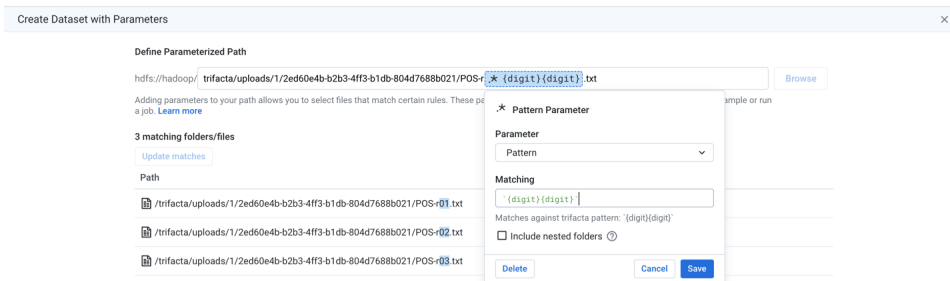 Create Dataset with Parameters
Define Parameterized Path
hdfs://hadoop/ trifacta/uploads/1/2ed60e4b-b2b3-4ff3-b1db-804d7688b021/POS-r .* {digit}{digit} .txt
Browse
Adding parameters to your path allows you to select files that match certain rules. These pa
ample or run
a job. Learn more
3 matching folders/files
Update matches
Path
/trifacta/uploads/1/2ed60e4b-b2b3-4ff3-b1db-804d7688b021/POS-r01.txt
/trifacta/uploads/1/2ed60e4b-b2b3-4ff3-b1db-804d7688b021/POS-r02.txt
/trifacta/uploads/1/2ed60e4b-b2b3-4ff3-b1db-804d7688b021/POS-r03.txt
.* Pattern Parameter
Parameter
Pattern
Matching
`{digit}{digit}`
Matches against trifacta pattern: `{digit}{digit}`
Include nested folders
Delete
Cancel
Save